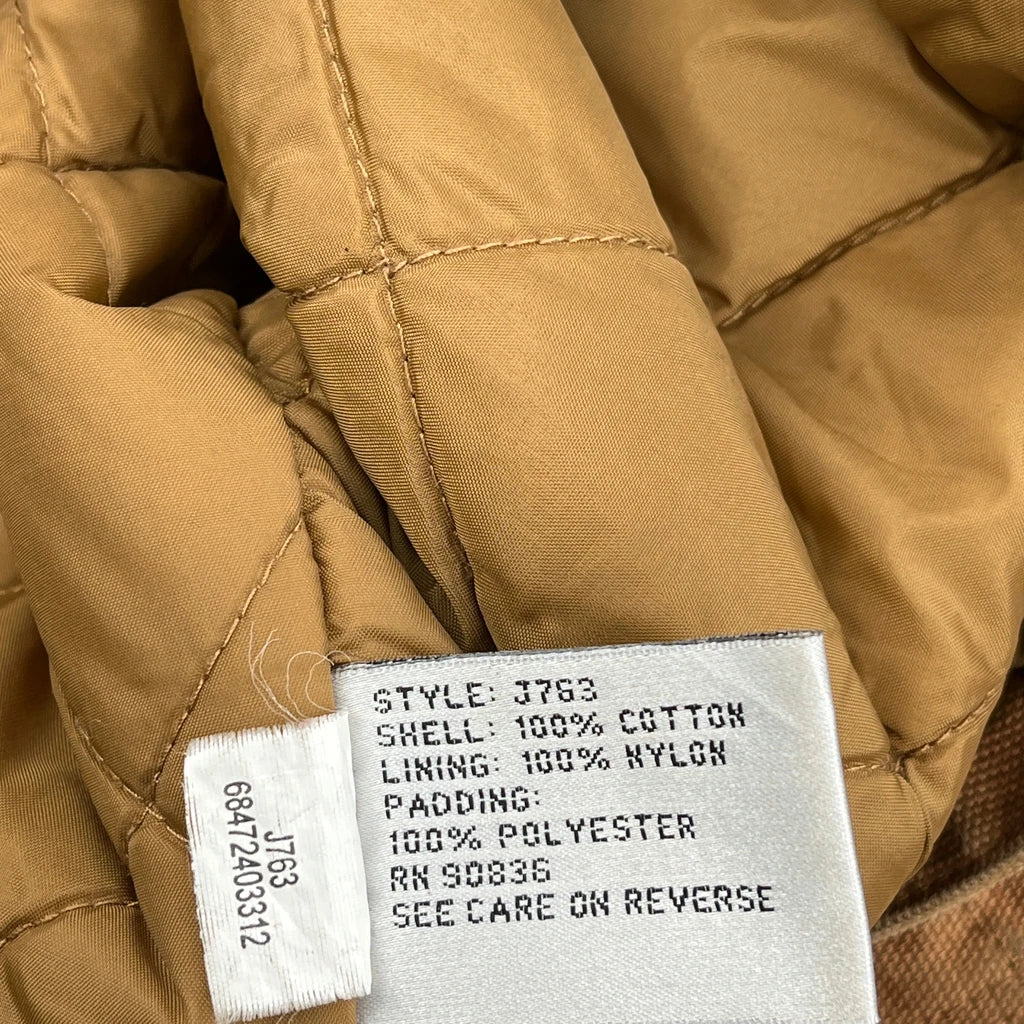 STYLE: J763
SHELL: 100% COTTON
LINING: 100% NYLON
PADDING:
100% POLYESTER
RN 90836
SEE CARE ON REVERSE
J763
68472403312